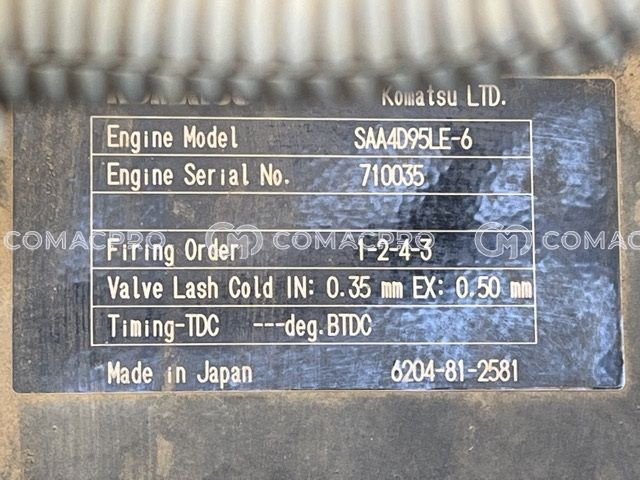 KOMATSU Komatsu LTD.
Engine Model SAA4D95LE-6
Engine Serial No. 710035
COMACPRO COMACPRO COMACPRO
Firing Order 1-2-4-3
Valve Lash Cold IN: 0.35 mm EX: 0.50 mm
Timing-TDC ---deg.BTDC
Made in Japan 6204-81-2581